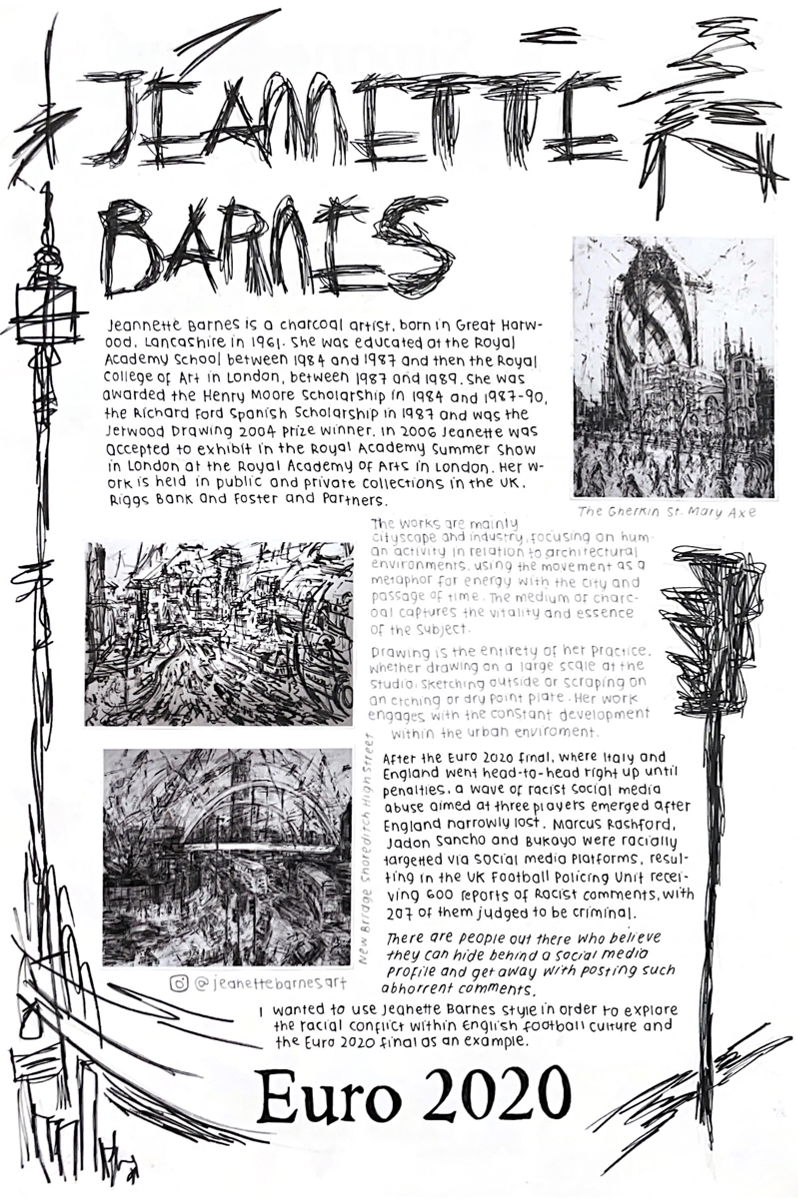 JEANETTE
BARNES
Jeannette Barnes is a charcoal artist, born in Great Harw-
ood, Lancashire in 1961. She was educated at the Royal
Academy School between 1984 and 1987 and then the Royal
College of Art in London, between 1987 and 1989. She was
awarded the Henry Moore Scholarship in 1984 and 1987-90,
the Richard Ford Spanish Scholarship in 1987 and was the
Jerwood Drawing 2004 Prize winner. In 2006 Jeanette was
accepted to exhibit in the Royal Academy Summer Show
in London at the Royal Academy of Arts in London. Her w-
ork is held in public and private collections in the UK,
Riggs Bank and Foster and Partners.
The Gherkin St. Mary Axe
The works are mainly
cityscape and industry, focusing on hum-
an activity in relation to architectural
environments, using the movement as a
metaphor for energy with the city and
passage of time. The medium of charc-
oal captures the vitality and essence
of the subject.
Drawing is the entirety of her practice,
whether drawing on a large scale at the
studio, sketching outside or scraping on
an etching or dry point plate. Her work
engages with the constant development
within the urban enviroment.
New Bridge Shoreditch High Street
After the Euro 2020 final, where Italy and
England went head-to-head right up until
penalties, a wave of racist social media
abuse aimed at three players emerged after
England narrowly lost. Marcus Rashford,
Jadon Sancho and Bukayo were racially
targetted via social media platforms, resul-
ting in the UK Football Policing Unit recei-
ving 600 reports of Racist comments, with
207 of them judged to be criminal.
There are people out there who believe
they can hide behind a social media
profile and get away with posting such
abhorrent comments.
@jeanettebarnesart
I wanted to use Jeanette Barnes style in order to explore
the racial conflict within english football culture and
the Euro 2020 final as an example.
Euro 2020